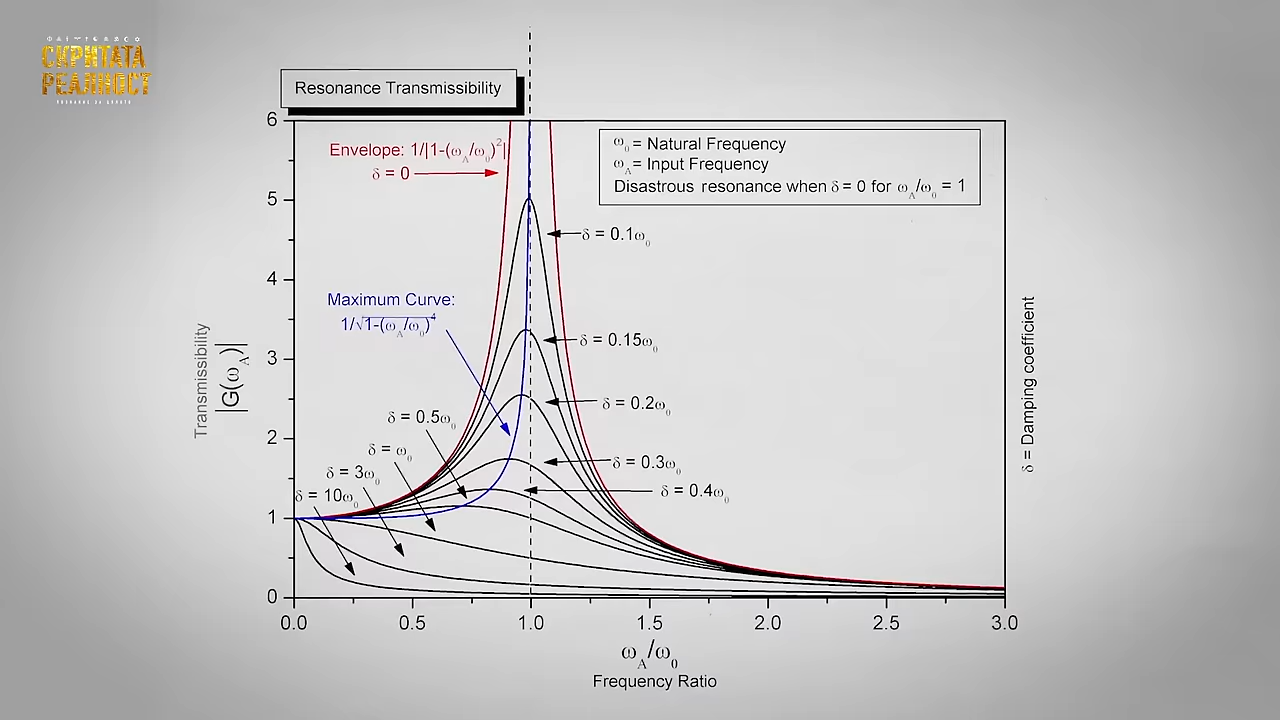 СКРИТАТА
РЕАЛНОСТ
Resonance Transmissibility
6
5
4
3
2
1
0
Transmissibility
|G(ω_A)|
Envelope: 1/|1-(ω_A/ω_0)²|
δ = 0
ω_0 = Natural Frequency
ω_A = Input Frequency
Disastrous resonance when δ = 0 for ω_A/ω_0 = 1
δ = 0.1ω_0
Maximum Curve:
1/√1-(ω_A/ω_0)⁴
δ = 0.15ω_0
δ = 0.2ω_0
δ = 0.5ω_0
δ = ω_0
δ = 3ω_0
δ = 10ω_0
δ = 0.3ω_0
δ = 0.4ω_0
δ = Damping coefficient
0.0 0.5 1.0 1.5 2.0 2.5 3.0
ω_A/ω_0
Frequency Ratio